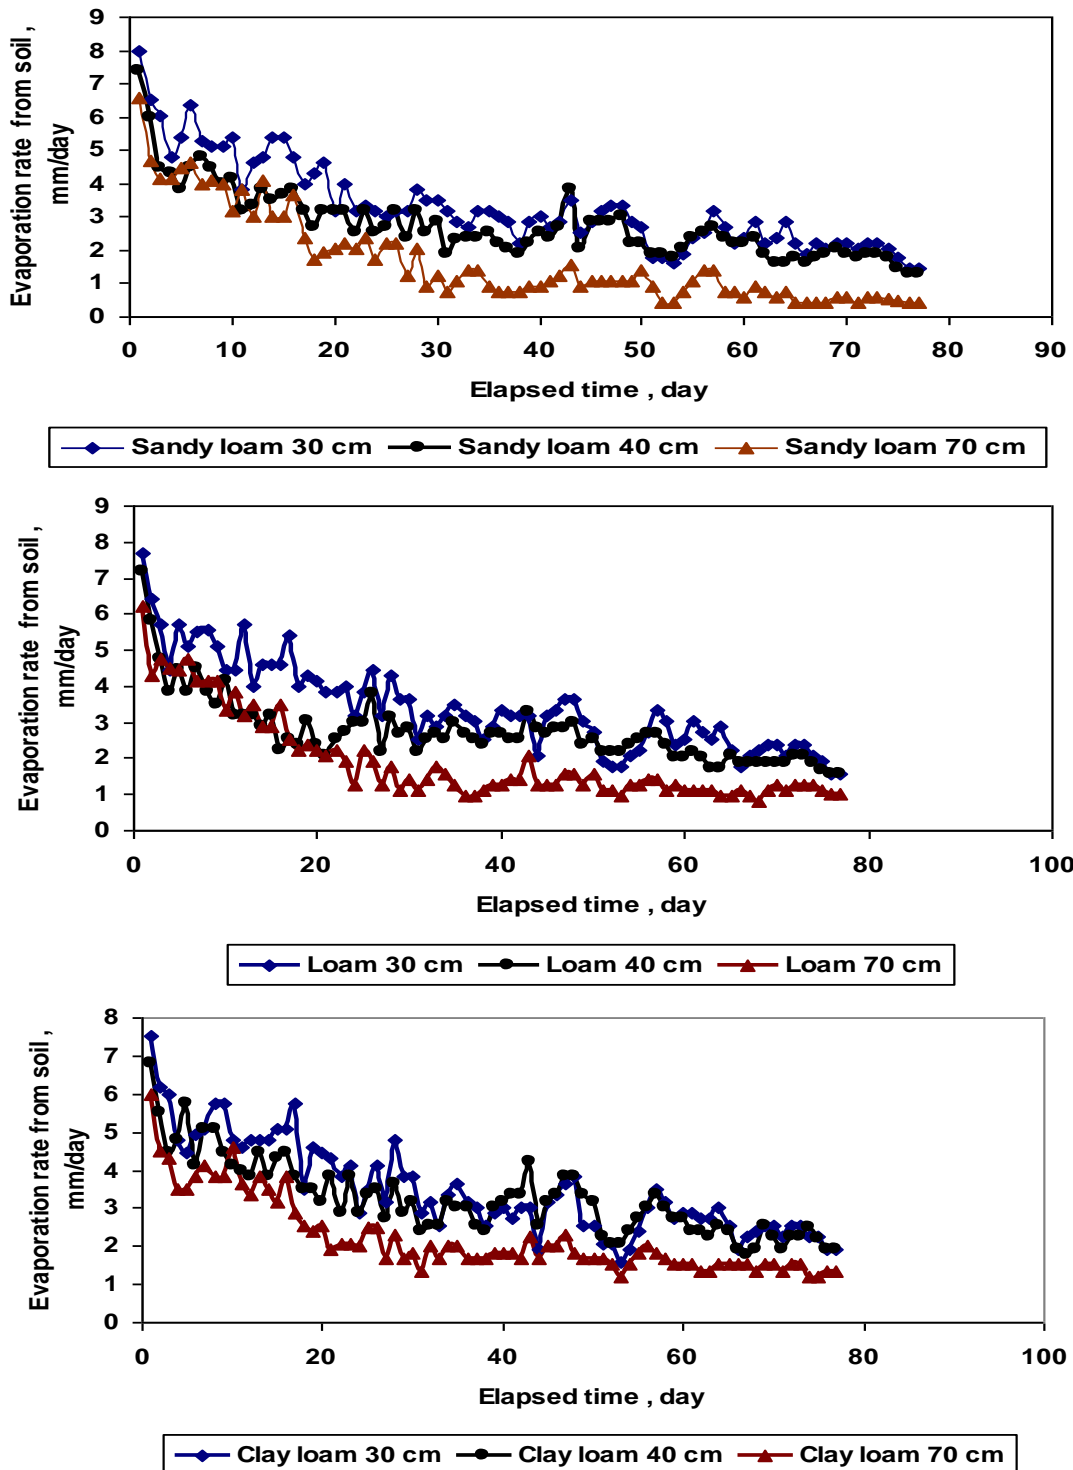 Evaporation rate from soil ,
mm/day
9
8
7
6
5
4
3
2
1
0
0 10 20 30 40 50 60 70 80 90
Elapsed time , day
Sandy loam 30 cm Sandy loam 40 cm Sandy loam 70 cm
Evaporation rate from soil ,
mm/day
9
8
7
6
5
4
3
2
1
0
0 20 40 60 80 100
Elapsed time , day
Loam 30 cm Loam 40 cm Loam 70 cm
Evaporation rate from soil ,
mm/day
8
7
6
5
4
3
2
1
0
0 20 40 60 80 100
Elapsed time , day
Clay loam 30 cm Clay loam 40 cm Clay loam 70 cm